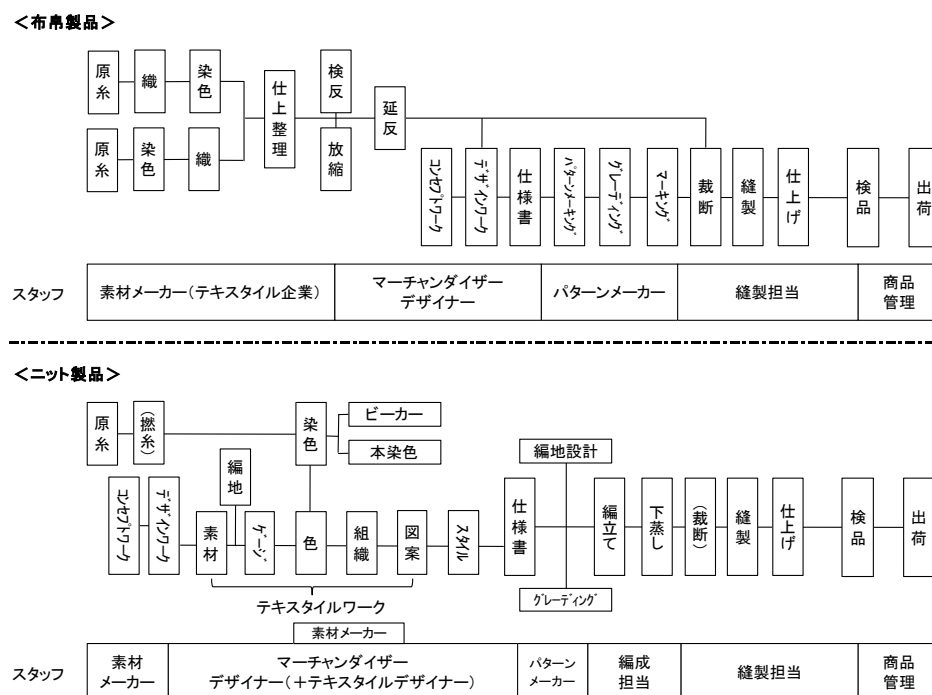 ＜布帛製品＞
原糸
織
染色
原糸
染色
織
仕上整理
検反
放縮
延反
コンセプトワーク
デザインワーク
仕様書
パターンメーキング
グレーディング
マーキング
裁断
縫製
仕上げ
検品
出荷
スタッフ
素材メーカー（テキスタイル企業）
マーチャンダイザー
デザイナー
パターンメーカー
縫製担当
商品
管理
＜ニット製品＞
原糸
（撚糸）
染色
ビーカー
本染色
コンセプトワーク
デザインワーク
素材
編地
ゲージ
色
組織
図案
スタイル
仕様書
編地設計
グレーディング
編立て
下蒸し
（裁断）
縫製
仕上げ
検品
出荷
テキスタイルワーク
素材メーカー
スタッフ
素材
メーカー
マーチャンダイザー
デザイナー（＋テキスタイルデザイナー）
パターン
メーカー
編成
担当
縫製担当
商品
管理